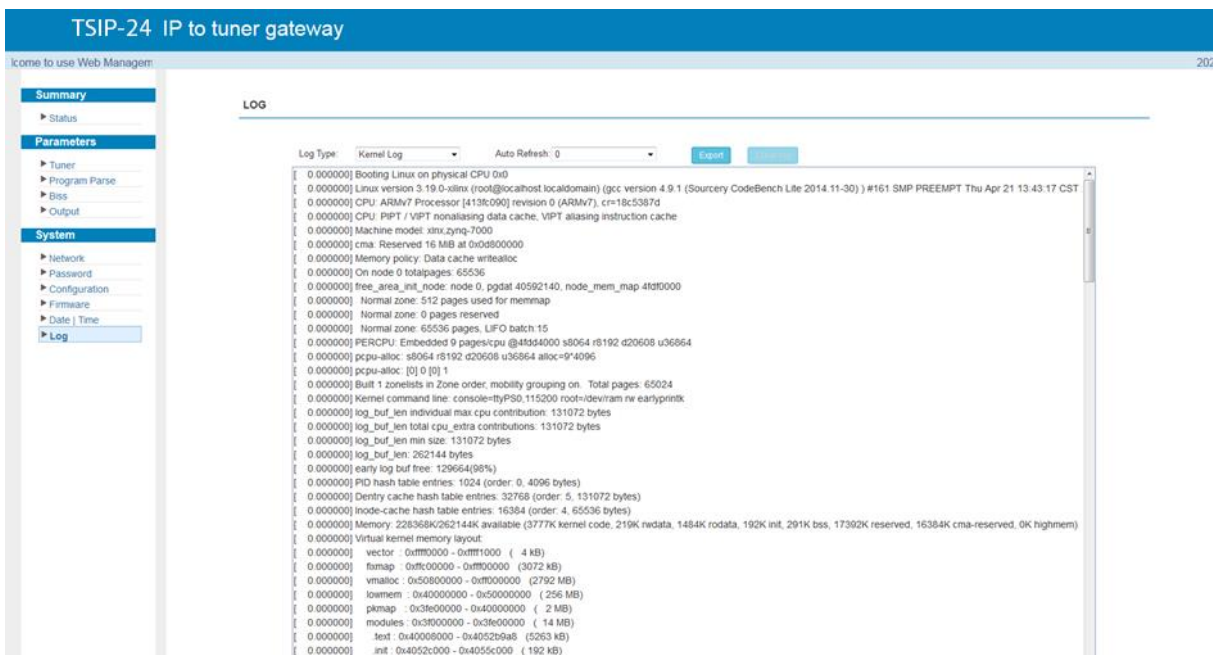 TSIP-24 IP to tuner gateway
lcome to use Web Managem
202
Summary
Status
Parameters
Tuner
Program Parse
Biss
Output
System
Network
Password
Configuration
Firmware
Date | Time
Log
LOG
Log Type: Kernel Log Auto Refresh: 0 Export
[ 0.000000] Booting Linux on physical CPU 0x0
[ 0.000000] Linux version 3.19.0-xilinx (root@localhost.localdomain) (gcc version 4.9.1 (Sourcery CodeBench Lite 2014.11-30) ) #161 SMP PREEMPT Thu Apr 21 13:43:17 CST
[ 0.000000] CPU: ARMv7 Processor [413fc090] revision 0 (ARMv7), cr=18c5387d
[ 0.000000] CPU: PIPT / VIPT nonaliasing data cache, VIPT aliasing instruction cache
[ 0.000000] Machine model: xlnx,zynq-7000
[ 0.000000] cma: Reserved 16 MiB at 0x0d800000
[ 0.000000] Memory policy: Data cache writealloc
[ 0.000000] On node 0 totalpages: 65536
[ 0.000000] free_area_init_node: node 0, pgdat 40592140, node_mem_map 4fdf0000
[ 0.000000] Normal zone: 512 pages used for memmap
[ 0.000000] Normal zone: 0 pages reserved
[ 0.000000] Normal zone: 65536 pages, LIFO batch:15
[ 0.000000] PERCPU: Embedded 9 pages/cpu @4fdd4000 s8064 r8192 d20608 u36864
[ 0.000000] pcpu-alloc: s8064 r8192 d20608 u36864 alloc=9*4096
[ 0.000000] pcpu-alloc: [0] 0 [0] 1
[ 0.000000] Built 1 zonelists in Zone order, mobility grouping on. Total pages: 65024
[ 0.000000] Kernel command line: console=ttyPS0,115200 root=/dev/ram rw earlyprintk
[ 0.000000] log_buf_len individual max cpu contribution: 131072 bytes
[ 0.000000] log_buf_len total cpu_extra contributions: 131072 bytes
[ 0.000000] log_buf_len min size: 131072 bytes
[ 0.000000] log_buf_len: 262144 bytes
[ 0.000000] early log buf free: 129664(98%)
[ 0.000000] PID hash table entries: 1024 (order: 0, 4096 bytes)
[ 0.000000] Dentry cache hash table entries: 32768 (order: 5, 131072 bytes)
[ 0.000000] Inode-cache hash table entries: 16384 (order: 4, 65536 bytes)
[ 0.000000] Memory: 228368K/262144K available (3777K kernel code, 219K rwdata, 1484K rodata, 192K init, 291K bss, 17392K reserved, 16384K cma-reserved, 0K highmem)
[ 0.000000] Virtual kernel memory layout:
[ 0.000000] vector : 0xffff0000 - 0xffff1000 ( 4 kB)
[ 0.000000] fixmap : 0xffc00000 - 0xfff00000 (3072 kB)
[ 0.000000] vmalloc : 0x50800000 - 0xff000000 (2792 MB)
[ 0.000000] lowmem : 0x40000000 - 0x50000000 ( 256 MB)
[ 0.000000] pkmap : 0x3fe00000 - 0x40000000 ( 2 MB)
[ 0.000000] modules : 0x3f000000 - 0x3fe00000 ( 14 MB)
[ 0.000000] .text : 0x40008000 - 0x4052b9a8 (5263 kB)
[ 0.000000] .init : 0x4052c000 - 0x4055c000 ( 192 kB)